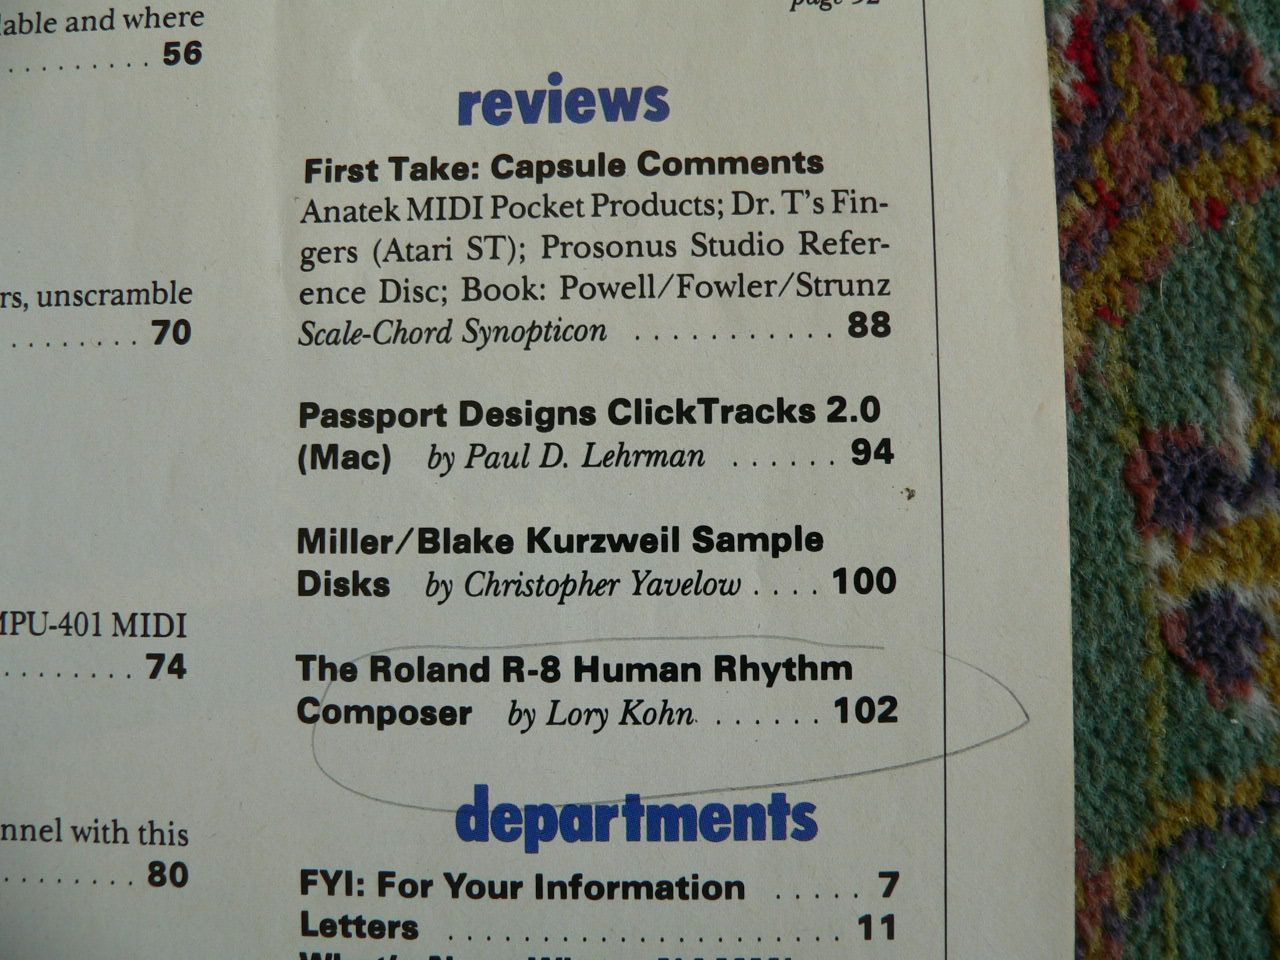 lable and where
. . . . . . . . . 56
rs, unscramble
. . . . . . . . 70
MPU-401 MIDI
. . . . . . . . 74
nnel with this
. . . . . . . . 80
page 92
reviews
First Take: Capsule Comments
Anatek MIDI Pocket Products; Dr. T's Fin-
gers (Atari ST); Prosonus Studio Refer-
ence Disc; Book: Powell/Fowler/Strunz
Scale-Chord Synopticon . . . . . . . . . . . 88
Passport Designs ClickTracks 2.0
(Mac) by Paul D. Lehrman . . . . . . 94
Miller/Blake Kurzweil Sample
Disks by Christopher Yavelow . . . . 100
The Roland R-8 Human Rhythm
Composer by Lory Kohn . . . . . . 102
departments
FYI: For Your Information . . . . . 7
Letters . . . . . . . . . . . . . . . . . . . . . 11